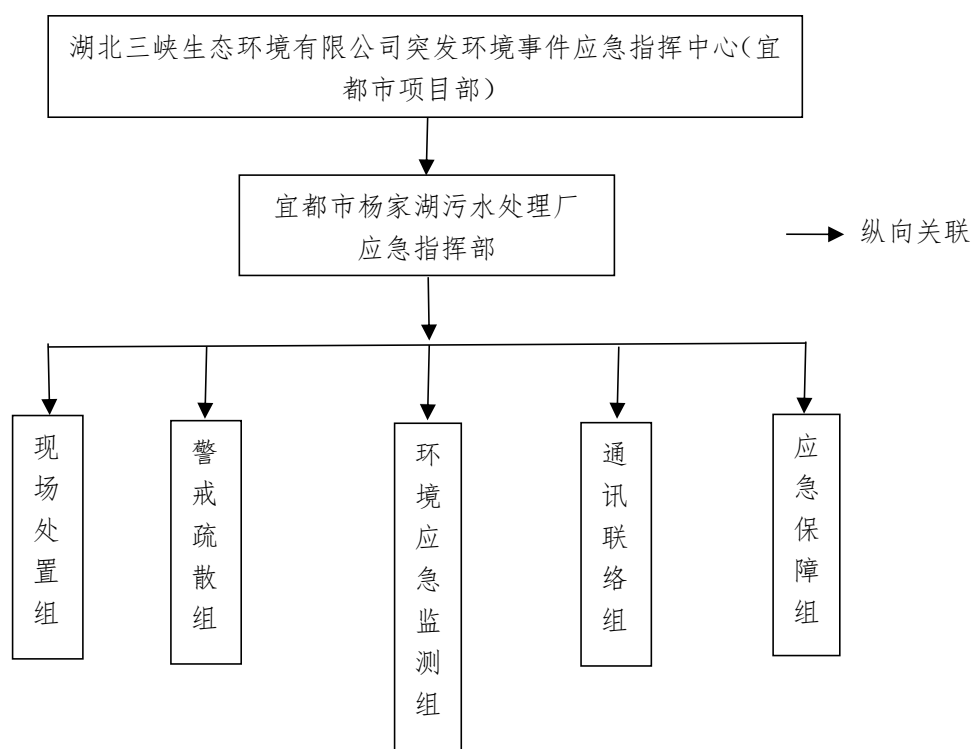 湖北三峡生态环境有限公司突发环境事件应急指挥中心（宜
都市项目部）
宜都市杨家湖污水处理厂
应急指挥部
纵向关联
现场处置组
警戒疏散组
环境应急监测组
通讯联络组
应急保障组